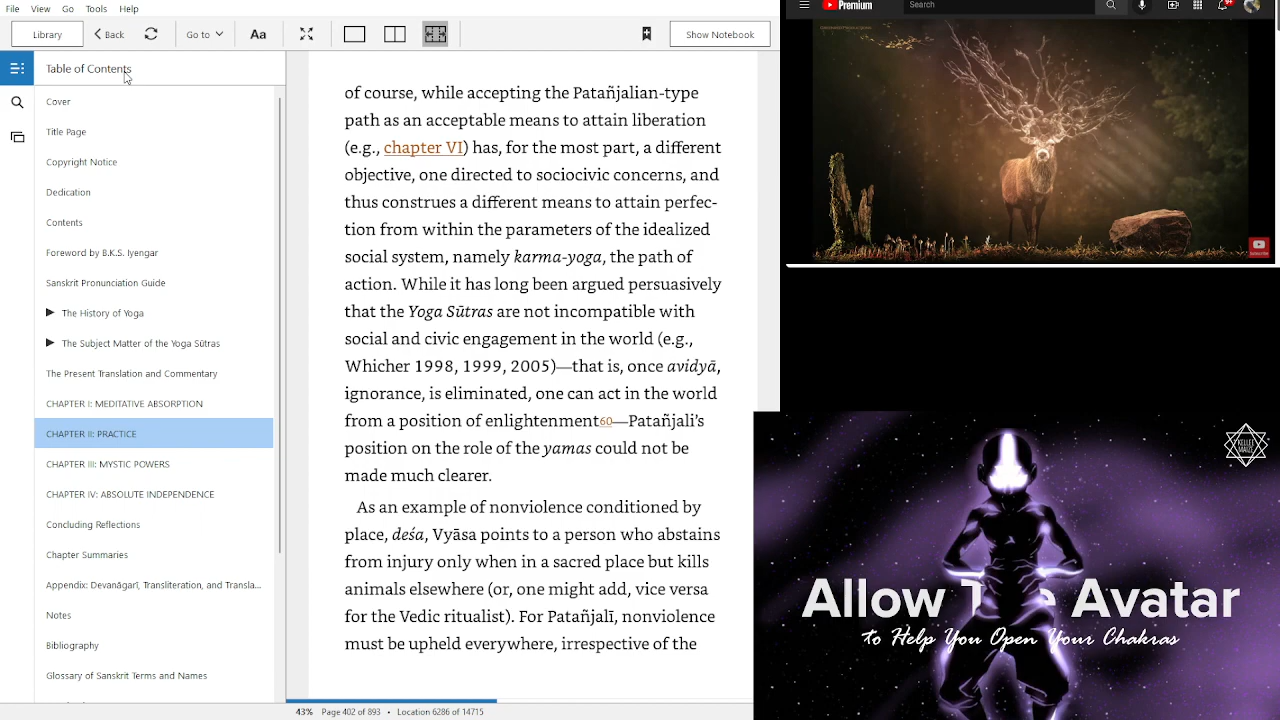 File View Go Tools Help
Library Back Go to Aa Show Notebook
Table of Contents
Cover
Title Page
Copyright Notice
Dedication
Contents
Foreword by B.K.S. Iyengar
Sanskrit Pronunciation Guide
The History of Yoga
The Subject Matter of the Yoga Sūtras
The Present Translation and Commentary
CHAPTER I: MEDITATIVE ABSORPTION
CHAPTER II: PRACTICE
CHAPTER III: MYSTIC POWERS
CHAPTER IV: ABSOLUTE INDEPENDENCE
Concluding Reflections
Chapter Summaries
Appendix: Devanāgarī, Transliteration, and Transla...
Notes
Bibliography
Glossary of Sanskrit Terms and Names
of course, while accepting the Patañjalian-type
path as an acceptable means to attain liberation
(e.g., chapter VI) has, for the most part, a different
objective, one directed to sociocivic concerns, and
thus construes a different means to attain perfec-
tion from within the parameters of the idealized
social system, namely karma-yoga, the path of
action. While it has long been argued persuasively
that the Yoga Sūtras are not incompatible with
social and civic engagement in the world (e.g.,
Whicher 1998, 1999, 2005)—that is, once avidyā,
ignorance, is eliminated, one can act in the world
from a position of enlightenment60—Patañjali's
position on the role of the yamas could not be
made much clearer.
As an example of nonviolence conditioned by
place, deśa, Vyāsa points to a person who abstains
from injury only when in a sacred place but kills
animals elsewhere (or, one might add, vice versa
for the Vedic ritualist). For Patañjalī, nonviolence
must be upheld everywhere, irrespective of the
43% Page 402 of 893 • Location 6286 of 14715
Premium
Search
9+
Subscribe
Allow The Avatar
to Help You Open Your Chakras